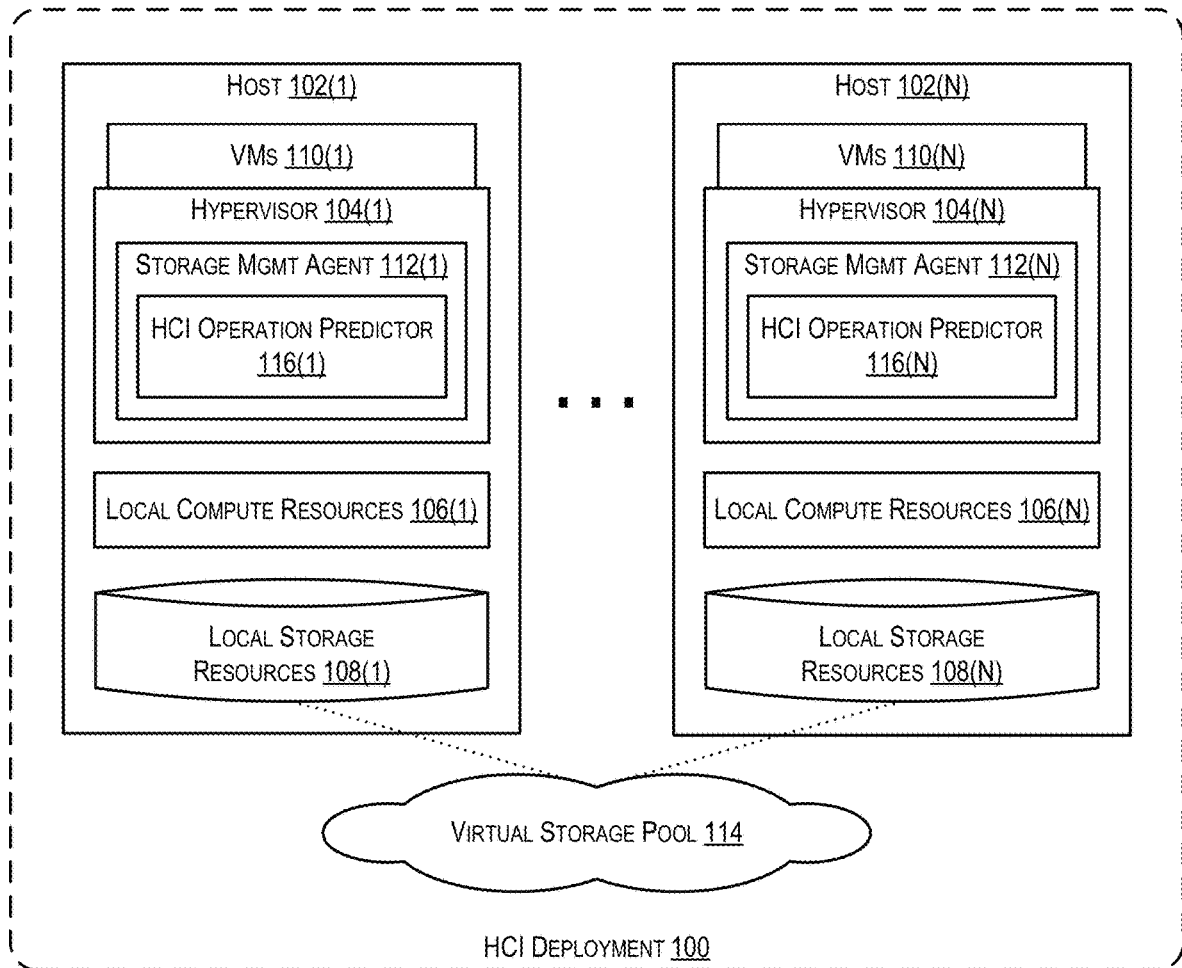 HOST 102(1)
VMS 110(1)
HYPERVISOR 104(1)
STORAGE MGMT AGENT 112(1)
HCI OPERATION PREDICTOR
116(1)
LOCAL COMPUTE RESOURCES 106(1)
LOCAL STORAGE
RESOURCES 108(1)
HOST 102(N)
VMS 110(N)
HYPERVISOR 104(N)
STORAGE MGMT AGENT 112(N)
HCI OPERATION PREDICTOR
116(N)
LOCAL COMPUTE RESOURCES 106(N)
LOCAL STORAGE
RESOURCES 108(N)
VIRTUAL STORAGE POOL 114
HCI DEPLOYMENT 100